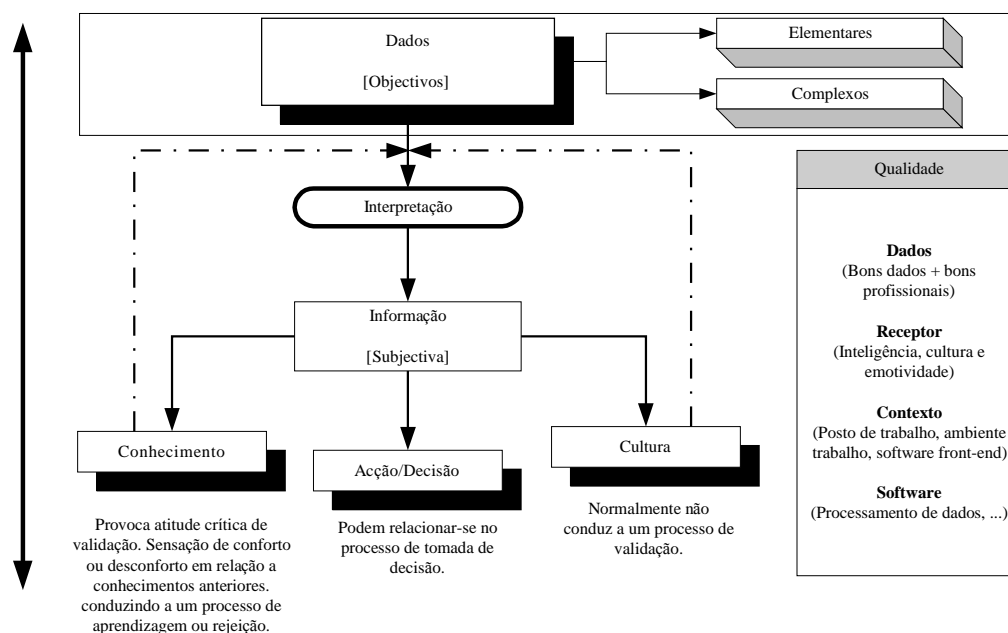 Dados
[Objectivos]
Elementares
Complexos
Interpretação
Informação
[Subjectiva]
Conhecimento
Provoca atitude crítica de
validação. Sensação de conforto
ou desconforto em relação a
conhecimentos anteriores.
conduzindo a um processo de
aprendizagem ou rejeição.
Acção/Decisão
Podem relacionar-se no
processo de tomada de
decisão.
Cultura
Normalmente não
conduz a um processo de
validação.
Qualidade
Dados
(Bons dados + bons
profissionais)
Receptor
(Inteligência, cultura e
emotividade)
Contexto
(Posto de trabalho, ambiente
trabalho, software front-end)
Software
(Processamento de dados, ...)